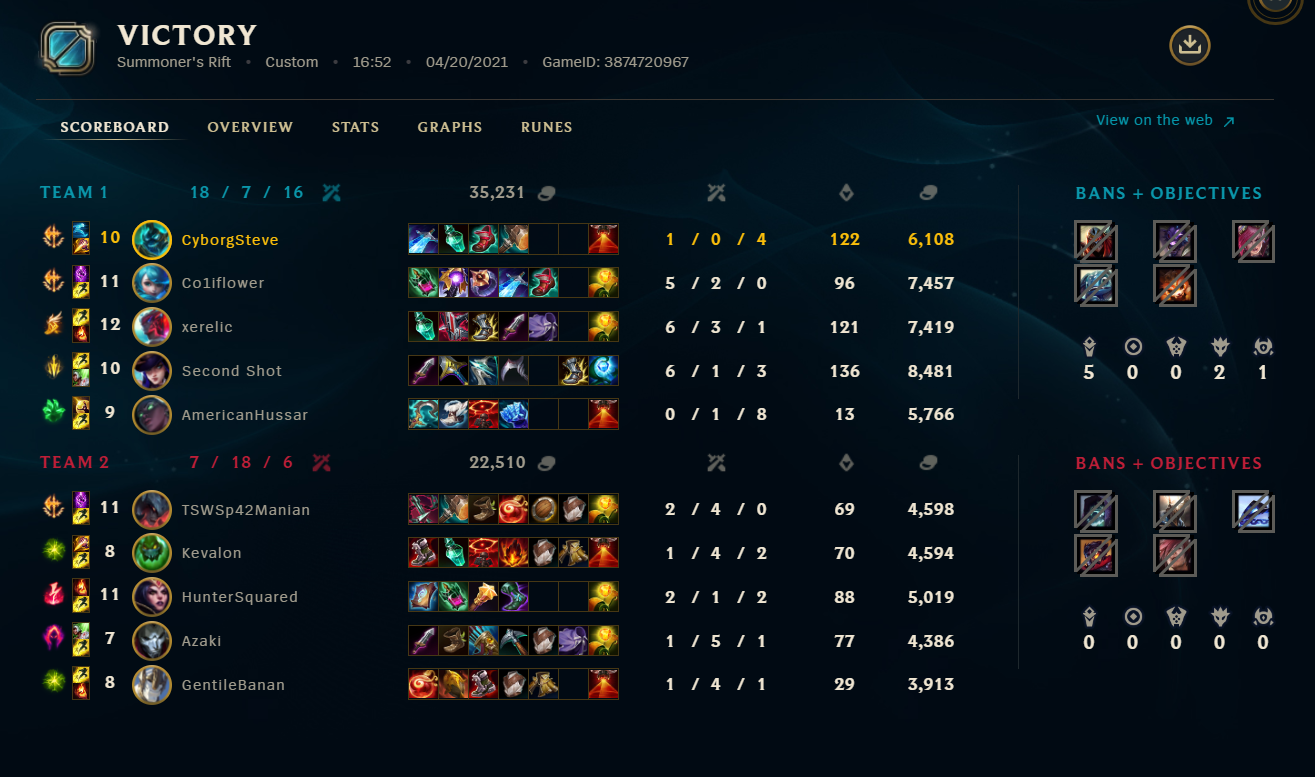 VICTORY
Summoner's Rift • Custom • 16:52 • 04/20/2021 • GameID: 3874720967
SCOREBOARD OVERVIEW STATS GRAPHS RUNES View on the web
TEAM 1 18 / 7 / 16 35,231 BANS + OBJECTIVES
10 CyborgSteve 1 / 0 / 4 122 6,108
11 Co1iflower 5 / 2 / 0 96 7,457
12 xerelic 6 / 3 / 1 121 7,419
10 Second Shot 6 / 1 / 3 136 8,481
5 0 0 2 1
9 AmericanHussar 0 / 1 / 8 13 5,766
TEAM 2 7 / 18 / 6 22,510 BANS + OBJECTIVES
11 TSWSp42Manian 2 / 4 / 0 69 4,598
8 Kevalon 1 / 4 / 2 70 4,594
11 HunterSquared 2 / 1 / 2 88 5,019
7 Azaki 1 / 5 / 1 77 4,386
0 0 0 0 0
8 GentileBanan 1 / 4 / 1 29 3,913